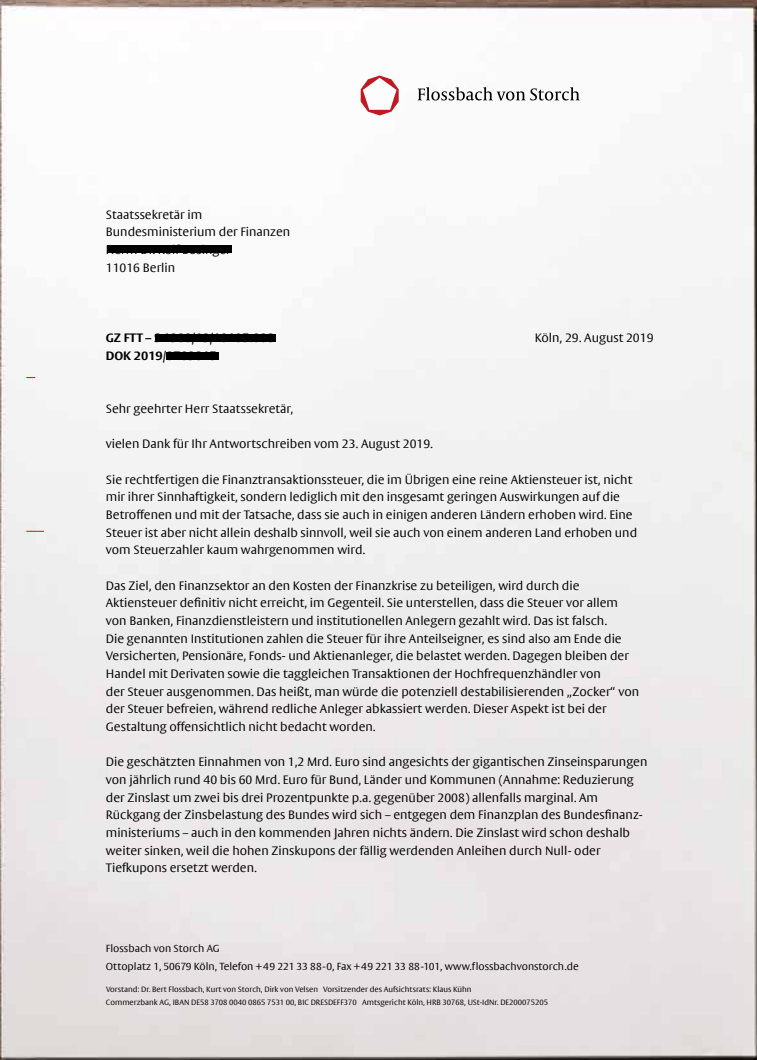 Flossbach von Storch
Staatssekretär im
Bundesministerium der Finanzen
11016 Berlin
GZ FTT –
Köln, 29. August 2019
DOK 2019/
Sehr geehrter Herr Staatssekretär,
vielen Dank für Ihr Antwortschreiben vom 23. August 2019.
Sie rechtfertigen die Finanztransaktionssteuer, die im Übrigen eine reine Aktiensteuer ist, nicht
mir ihrer Sinnhaftigkeit, sondern lediglich mit den insgesamt geringen Auswirkungen auf die
Betroffenen und mit der Tatsache, dass sie auch in einigen anderen Ländern erhoben wird. Eine
Steuer ist aber nicht allein deshalb sinnvoll, weil sie auch von einem anderen Land erhoben und
vom Steuerzahler kaum wahrgenommen wird.
Das Ziel, den Finanzsektor an den Kosten der Finanzkrise zu beteiligen, wird durch die
Aktiensteuer definitiv nicht erreicht, im Gegenteil. Sie unterstellen, dass die Steuer vor allem
von Banken, Finanzdienstleistern und institutionellen Anlegern gezahlt wird. Das ist falsch.
Die genannten Institutionen zahlen die Steuer für ihre Anteilseigner, es sind also am Ende die
Versicherten, Pensionäre, Fonds- und Aktienanleger, die belastet werden. Dagegen bleiben der
Handel mit Derivaten sowie die taggleichen Transaktionen der Hochfrequenzhändler von
der Steuer ausgenommen. Das heißt, man würde die potenziell destabilisierenden „Zocker“ von
der Steuer befreien, während redliche Anleger abkassiert werden. Dieser Aspekt ist bei der
Gestaltung offensichtlich nicht bedacht worden.
Die geschätzten Einnahmen von 1,2 Mrd. Euro sind angesichts der gigantischen Zinseinsparungen
von jährlich rund 40 bis 60 Mrd. Euro für Bund, Länder und Kommunen (Annahme: Reduzierung
der Zinslast um zwei bis drei Prozentpunkte p.a. gegenüber 2008) allenfalls marginal. Am
Rückgang der Zinsbelastung des Bundes wird sich – entgegen dem Finanzplan des Bundesfinanz-
ministeriums – auch in den kommenden Jahren nichts ändern. Die Zinslast wird schon deshalb
weiter sinken, weil die hohen Zinskupons der fällig werdenden Anleihen durch Null- oder
Tiefkupons ersetzt werden.
Flossbach von Storch AG
Ottoplatz 1, 50679 Köln, Telefon +49 221 33 88-0, Fax +49 221 33 88-101, www.flossbachvonstorch.de
Vorstand: Dr. Bert Flossbach, Kurt von Storch, Dirk von Velsen Vorsitzender des Aufsichtsrats: Klaus Kühn
Commerzbank AG, IBAN DE58 3708 0040 0865 7531 00, BIC DRESDEFF370 Amtsgericht Köln, HRB 30768, USt-IdNr. DE200075205